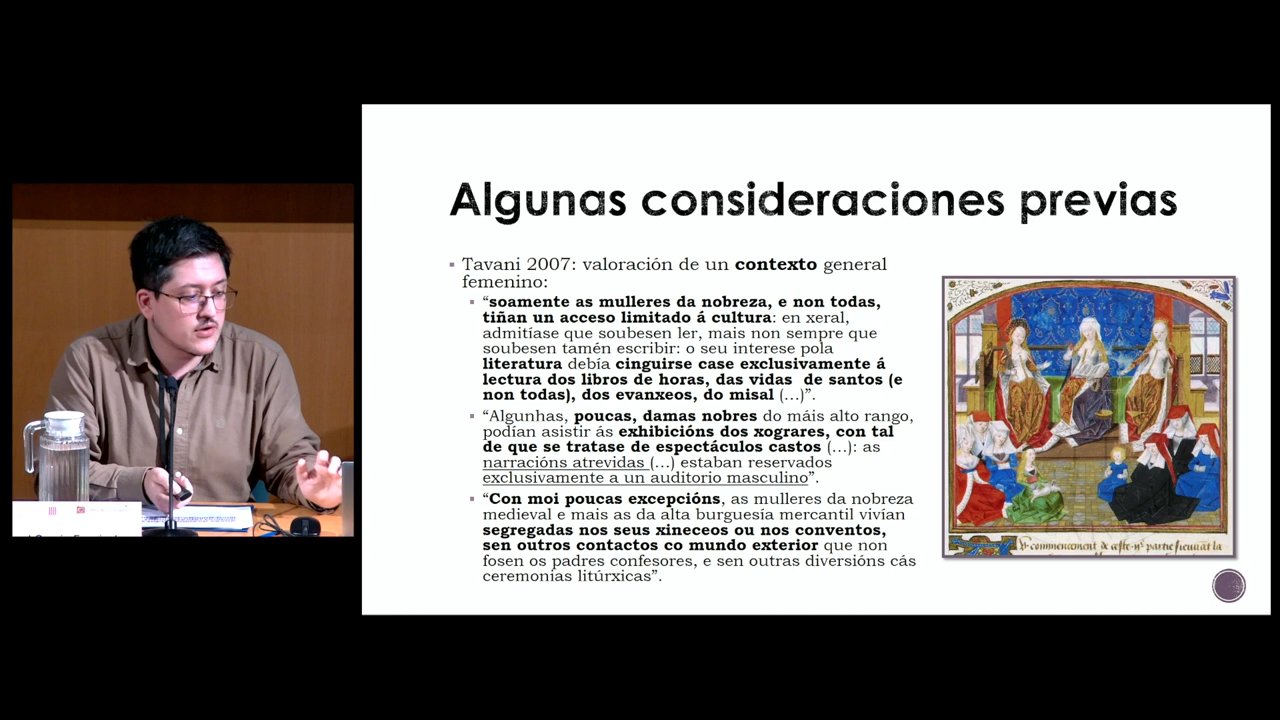 Algunas consideraciones previas
▪ Tavani 2007: valoración de un contexto general
femenino:
▪ “soamente as mulleres da nobreza, e non todas,
tiñan un acceso limitado á cultura: en xeral,
admitíase que soubesen ler, mais non sempre que
soubesen tamén escribir: o seu interese pola
literatura debía cinguirse case exclusivamente á
lectura dos libros de horas, das vidas de santos (e
non todas), dos evanxeos, do misal (...)”.
▪ “Algunhas, poucas, damas nobres do máis alto rango,
podían asistir ás exhibicións dos xograres, con tal
de que se tratase de espectáculos castos (...): as
narracións atrevidas (...) estaban reservados
exclusivamente a un auditorio masculino”.
▪ “Con moi poucas excepcións, as mulleres da nobreza
medieval e mais as da alta burguesía mercantil vivían
segregadas nos seus xineceos ou nos conventos,
sen outros contactos co mundo exterior que non
fosen os padres confesores, e sen outras diversións cás
ceremonias litúrxicas”.